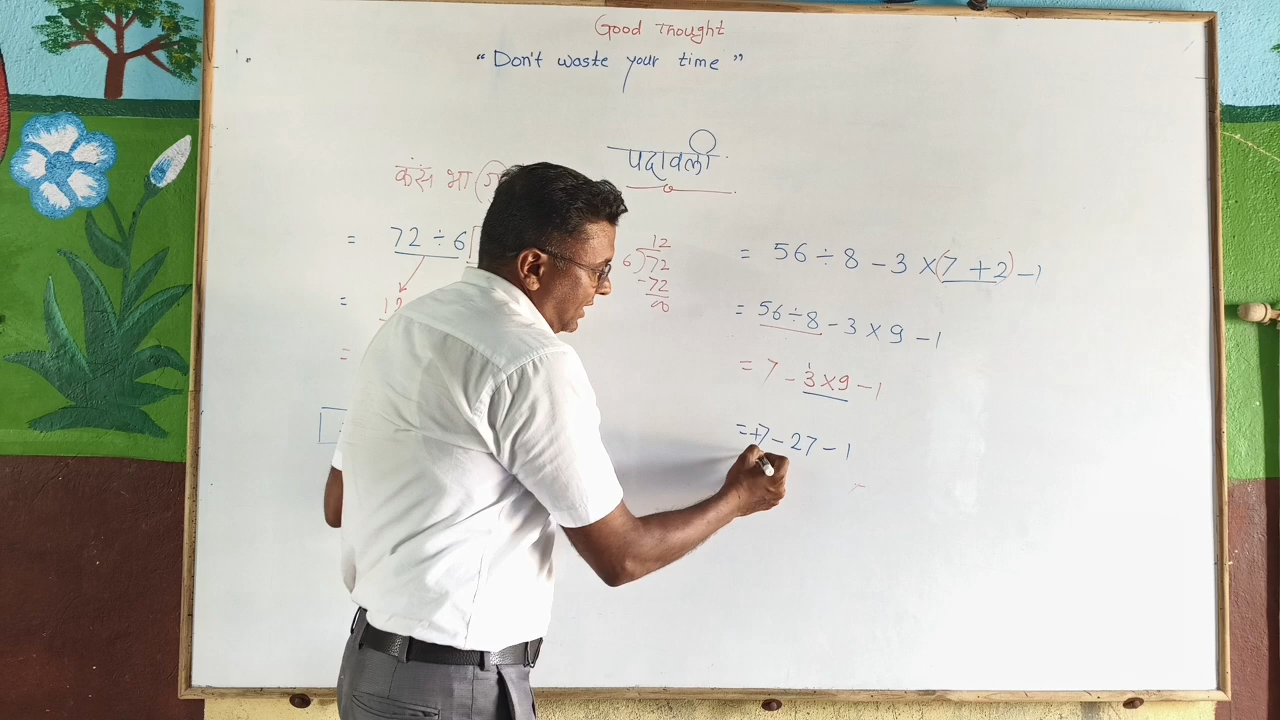 Good Thought
"Don't waste your time"
पदावली
कंस भा
= 72 ÷ 6
=
12
=
12
6)72
-72
00
= 56 ÷ 8 - 3 × (7 + 2) - 1
= 56 ÷ 8 - 3 × 9 - 1
= 7 - 3 × 9 - 1
= +7 - 27 - 1